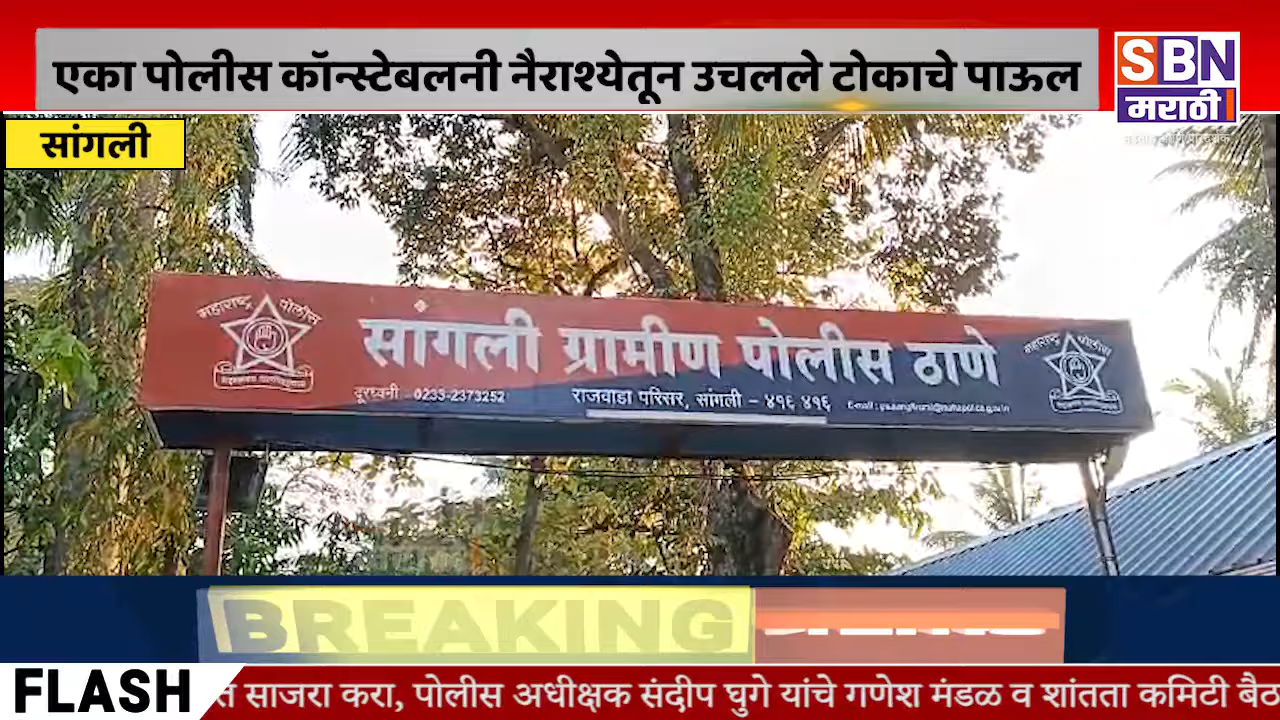 एका पोलीस कॉन्स्टेबलनी नैराश्येतून उचलले टोकाचे पाऊल
SBN
मराठी
सांगली
महाराष्ट्र पोलीस
महाराष्ट्र पोलीस
सांगली ग्रामीण पोलीस ठाणे
दूरध्वनी - 0233-2373252
राजवाडा परिसर, सांगली – ४१६ ४१६
E-mail :
BREAKING
FLASH
त साजरा करा, पोलीस अधीक्षक संदीप घुगे यांचे गणेश मंडळ व शांतता कमिटी बैठ